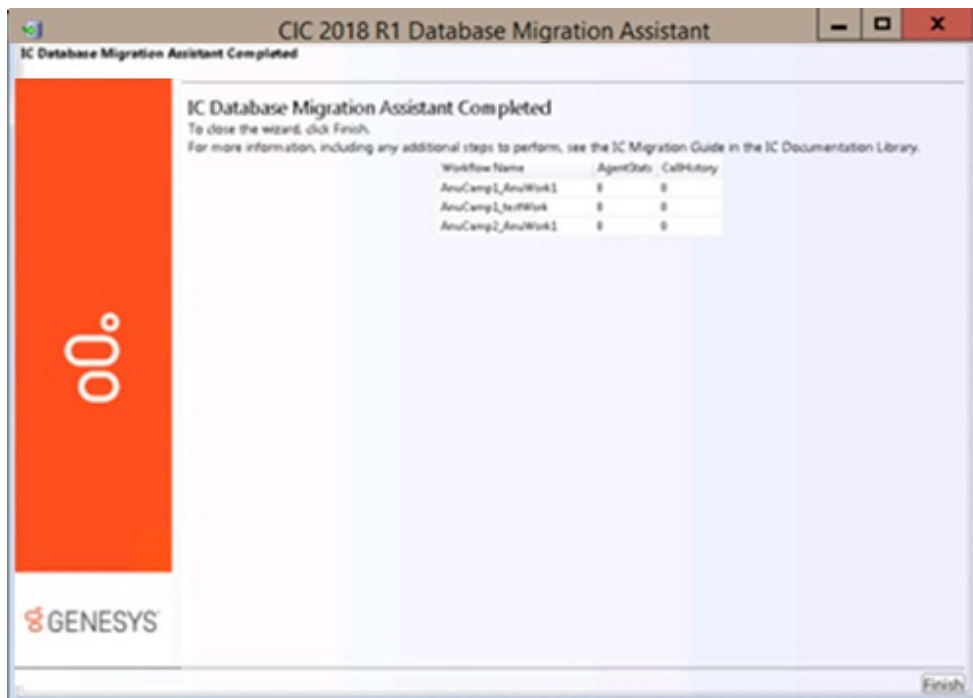 CIC 2018 R1 Database Migration Assistant
IC Database Migration Assistant Completed
IC Database Migration Assistant Completed
To close the wizard, click Finish.
For more information, including any additional steps to perform, see the IC Migration Guide in the IC Documentation Library.
Workflow Name AgentStats CallHistory
AnuCamp1_AnuWork1 0 0
AnuCamp1_testWork 0 0
AnuCamp2_AnuWork1 0 0
GENESYS
Finish